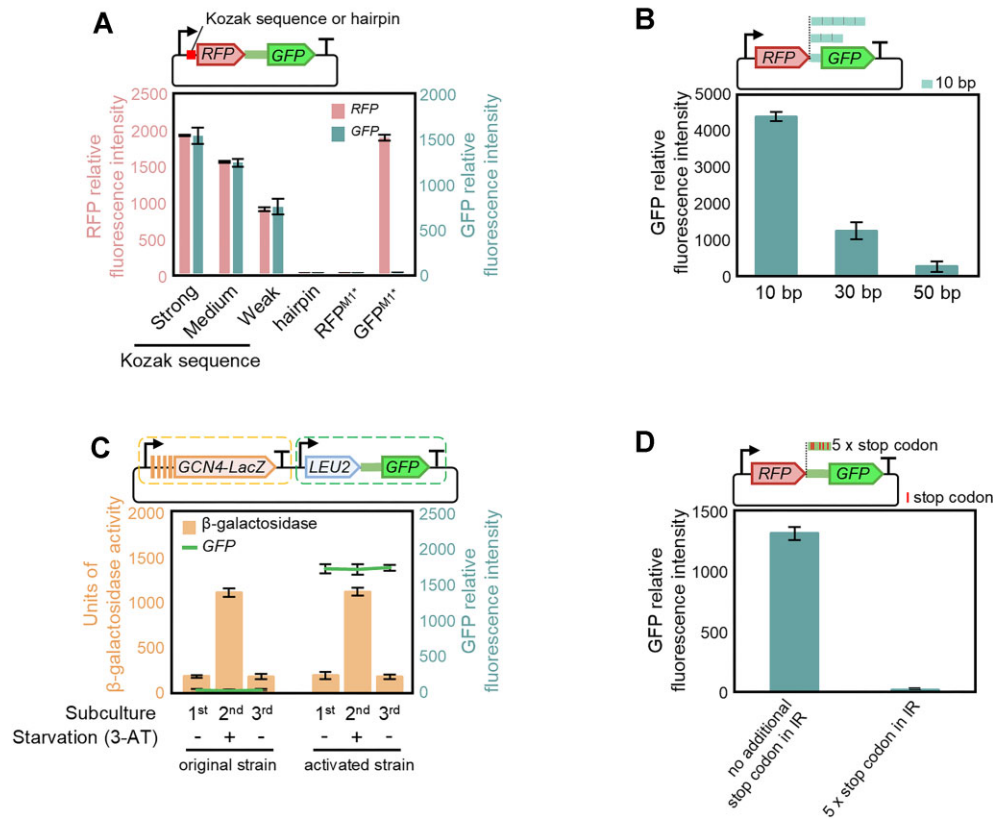 A
Kozak sequence or hairpin
RFP
GFP
RFP relative
fluorescence intensity
2500
2000
1500
1000
500
0
RFP
GFP
2000
1500
1000
500
0
GFP relative
fluorescence intensity
Strong
Medium
Weak
hairpin
RFPᴹ¹*
GFPᴹ¹*
Kozak sequence
B
RFP
GFP
10 bp
GFP relative
fluorescence intensity
5000
4000
3000
2000
1000
0
10 bp
30 bp
50 bp
C
GCN4-LacZ
LEU2
GFP
Units of
β-galactosidase activity
2000
1500
1000
500
0
β-galactosidase
GFP
2500
2000
1500
1000
500
0
GFP relative
fluorescence intensity
Subculture 1st 2nd 3rd 1st 2nd 3rd
Starvation (3-AT) - + - - + -
original strain activated strain
D
5 x stop codon
RFP
GFP
stop codon
GFP relative
fluorescence intensity
1500
1000
500
0
no additional
stop codon in IR
5 x stop codon in IR